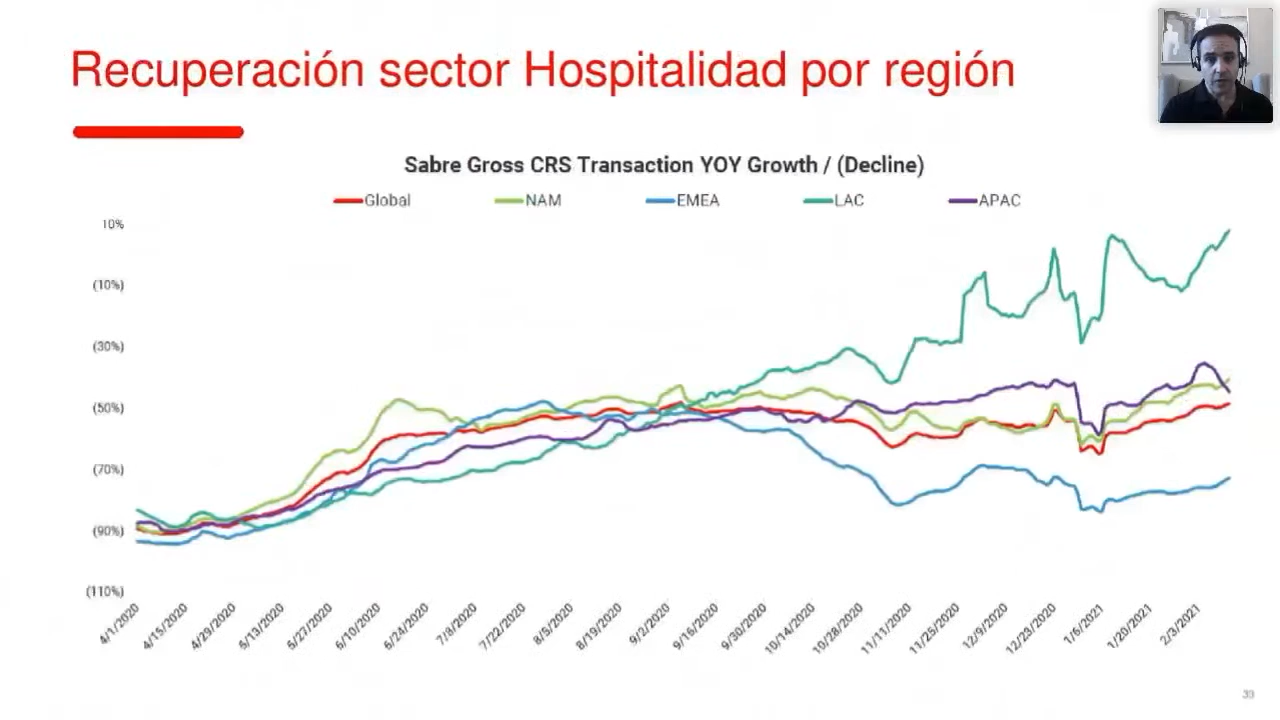 Recuperación sector Hospitalidad por región
Sabre Gross CRS Transaction YOY Growth / (Decline)
Global NAM EMEA LAC APAC
10%
(10%)
(30%)
(50%)
(70%)
(90%)
(110%)
4/1/2020 4/15/2020 4/29/2020 5/13/2020 5/27/2020 6/10/2020 6/24/2020 7/8/2020 7/22/2020 8/5/2020 8/19/2020 9/2/2020 9/16/2020 9/30/2020 10/14/2020 10/28/2020 11/11/2020 11/25/2020 12/9/2020 12/23/2020 1/6/2021 1/20/2021 2/3/2021
39